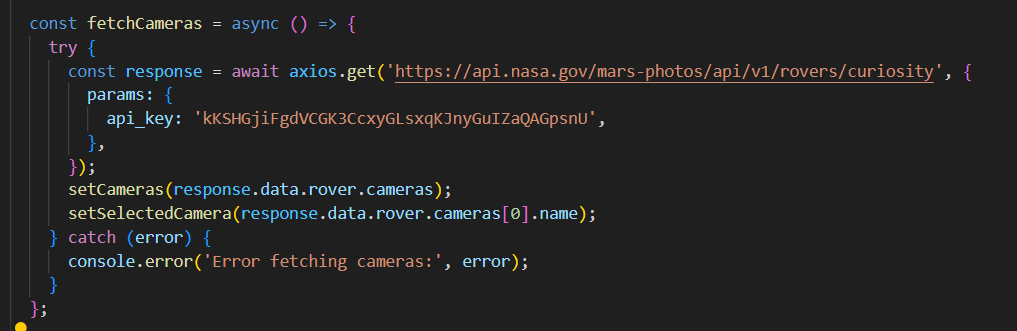 const fetchCameras = async () => {
try {
const response = await axios.get('https://api.nasa.gov/mars-photos/api/v1/rovers/curiosity', {
params: {
api_key: 'kKSHGjiFgdVCGK3CcxyGLsxqKJnyGuIZaQAGpsnU',
},
});
setCameras(response.data.rover.cameras);
setSelectedCamera(response.data.rover.cameras[0].name);
} catch (error) {
console.error('Error fetching cameras:', error);
}
};